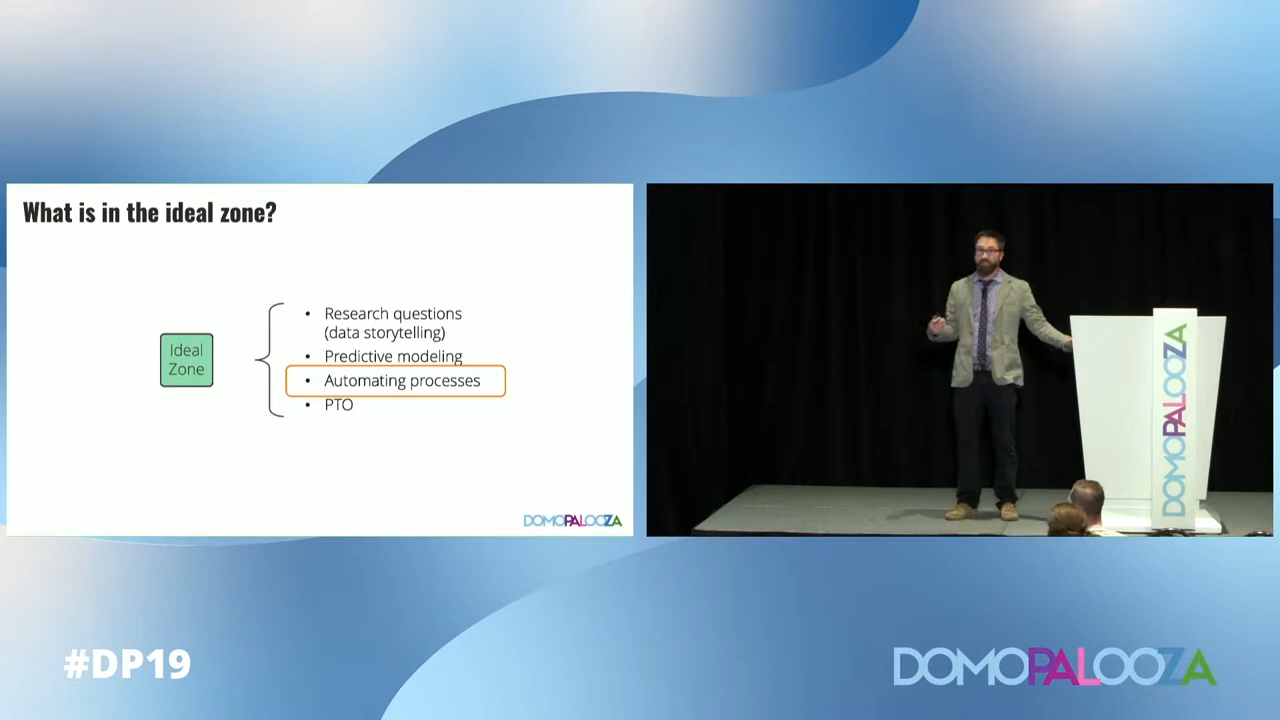 What is in the ideal zone?
Ideal
Zone
• Research questions
(data storytelling)
• Predictive modeling
• Automating processes
• PTO
DOMOPALOOZA
DOMOPALOOZA
#DP19
DOMOPALOOZA